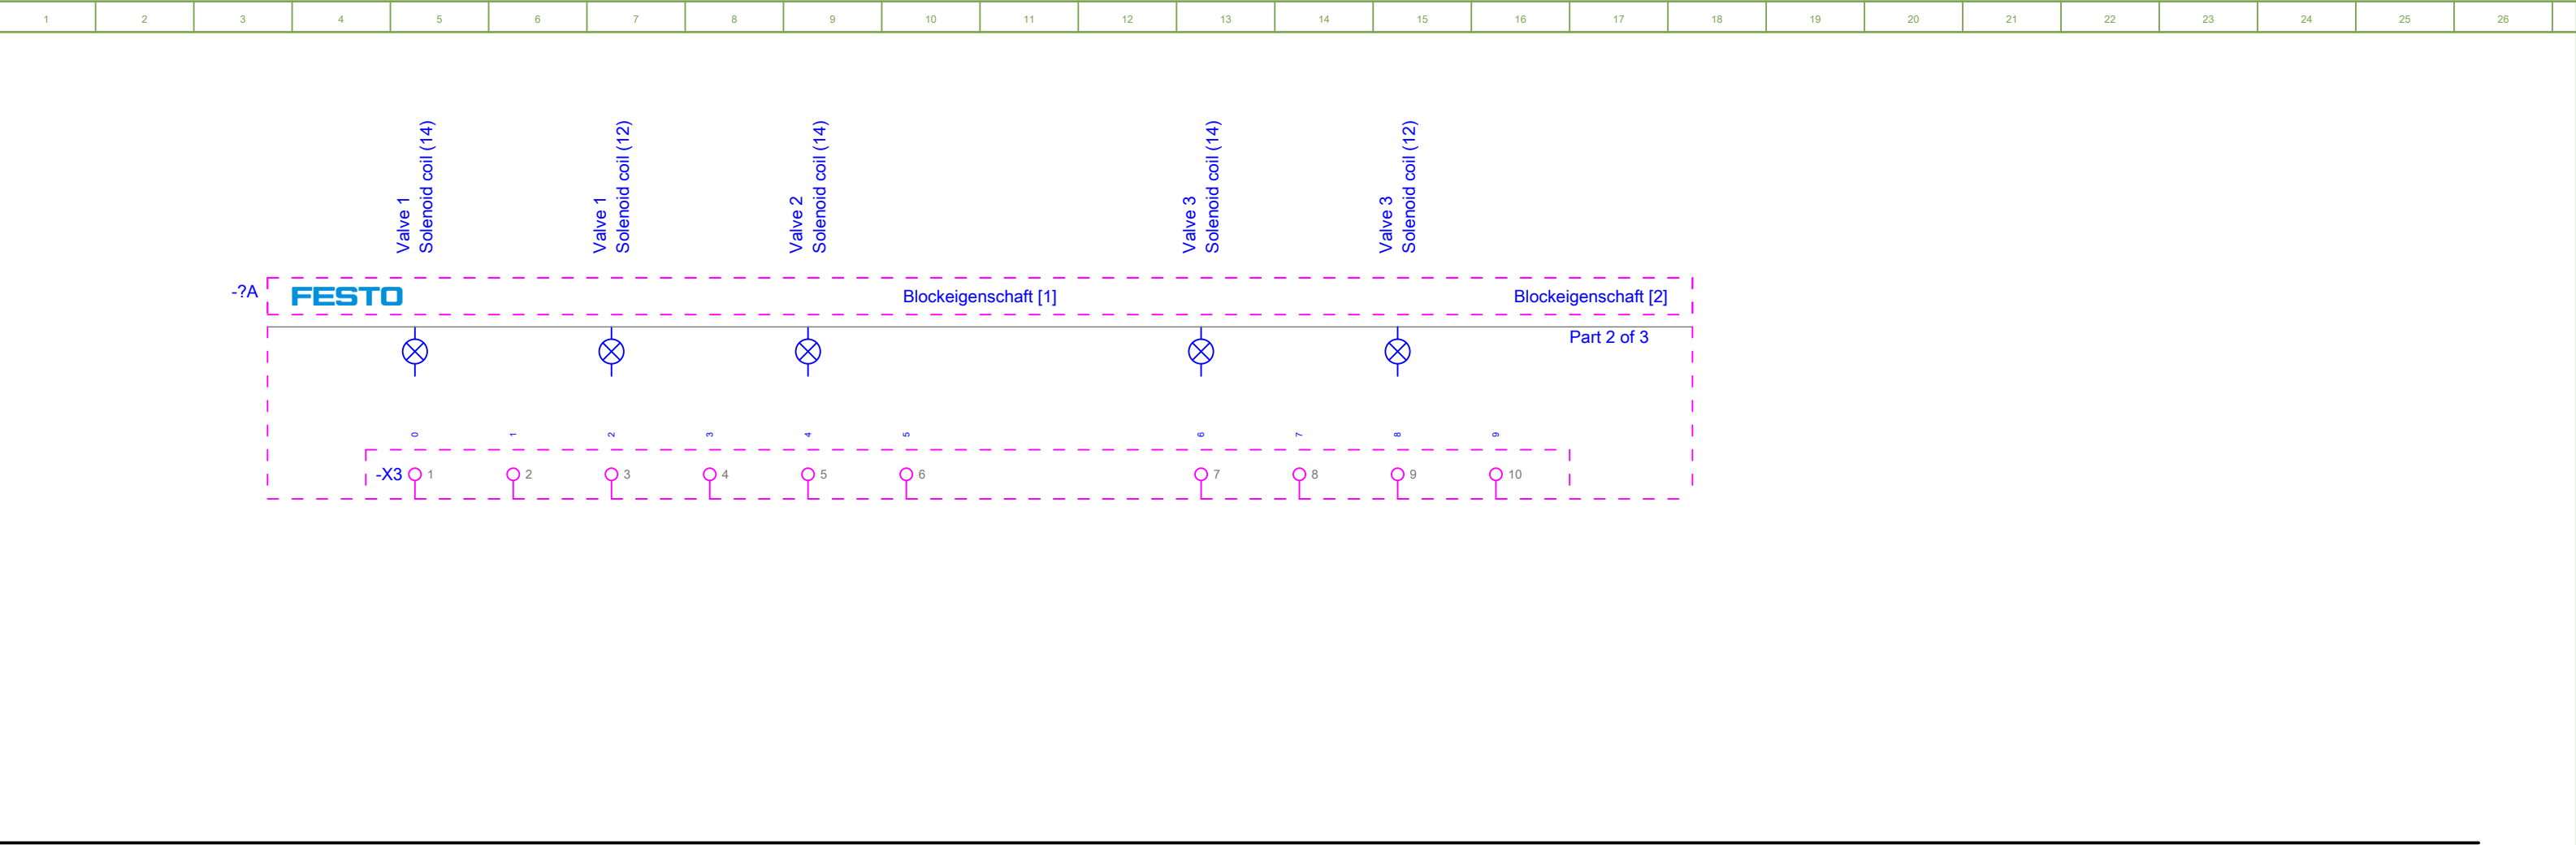 1 2 3 4 5 6 7 8 9 10 11 12 13 14 15 16 17 18 19 20 21 22 23 24 25 26
Valve 1
Solenoid coil (14)
Valve 1
Solenoid coil (12)
Valve 2
Solenoid coil (14)
Valve 3
Solenoid coil (14)
Valve 3
Solenoid coil (12)
-?A FESTO Blockeigenschaft [1] Blockeigenschaft [2]
Part 2 of 3
0 1 2 3 4 5 6 7 8 9
-X3 1 2 3 4 5 6 7 8 9 10